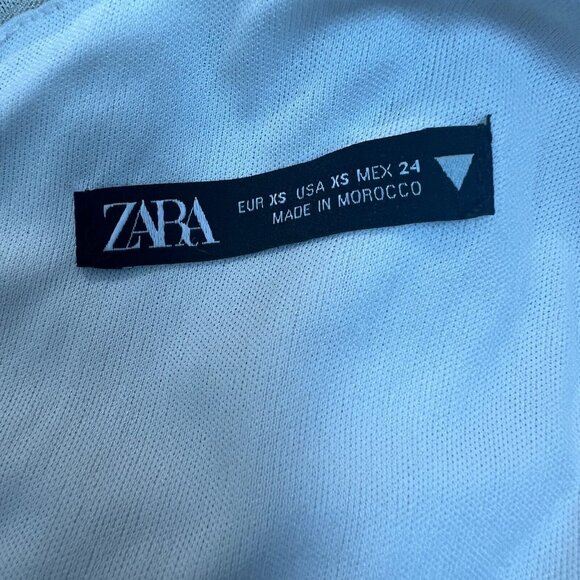 ZARA
EUR XS USA XS MEX 24
MADE IN MOROCCO